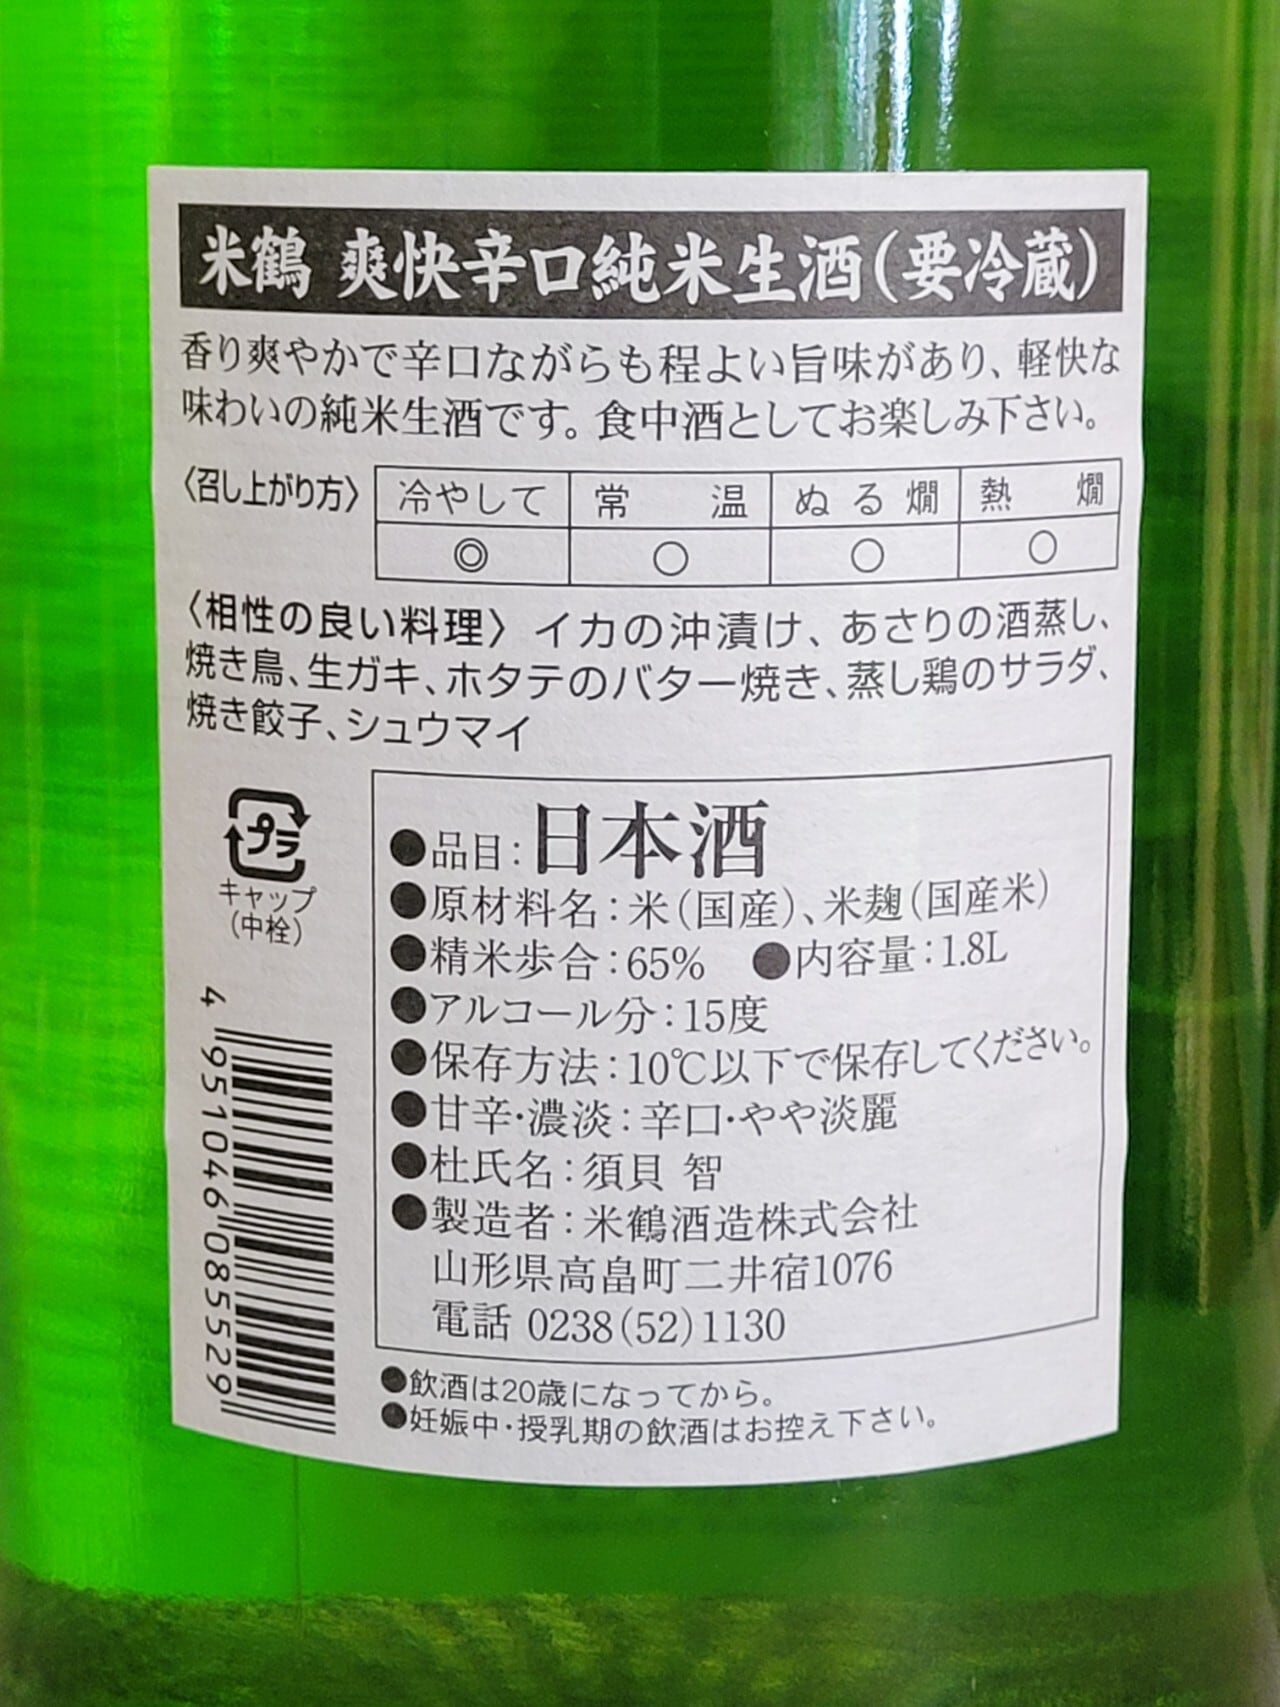 米鶴 爽快辛口純米生酒(要冷蔵)
香り爽やかで辛口ながらも程よい旨味があり、軽快な
味わいの純米生酒です。食中酒としてお楽しみ下さい。
〈召し上がり方〉 冷やして 常温 ぬる燗 熱燗
◎ ○ ○ ○
〈相性の良い料理〉イカの沖漬け、あさりの酒蒸し、
焼き鳥、生ガキ、ホタテのバター焼き、蒸し鶏のサラダ、
焼き餃子、シュウマイ
プラ
キャップ
(中栓)
4 951046 085529
●品目:日本酒
●原材料名:米(国産)、米麹(国産米)
●精米歩合:65% ●内容量:1.8L
●アルコール分:15度
●保存方法:10℃以下で保存してください。
●甘辛・濃淡:辛口・やや淡麗
●杜氏名:須貝 智
●製造者:米鶴酒造株式会社
山形県高畠町二井宿1076
電話 0238(52)1130
●飲酒は20歳になってから。
●妊娠中・授乳期の飲酒はお控え下さい。